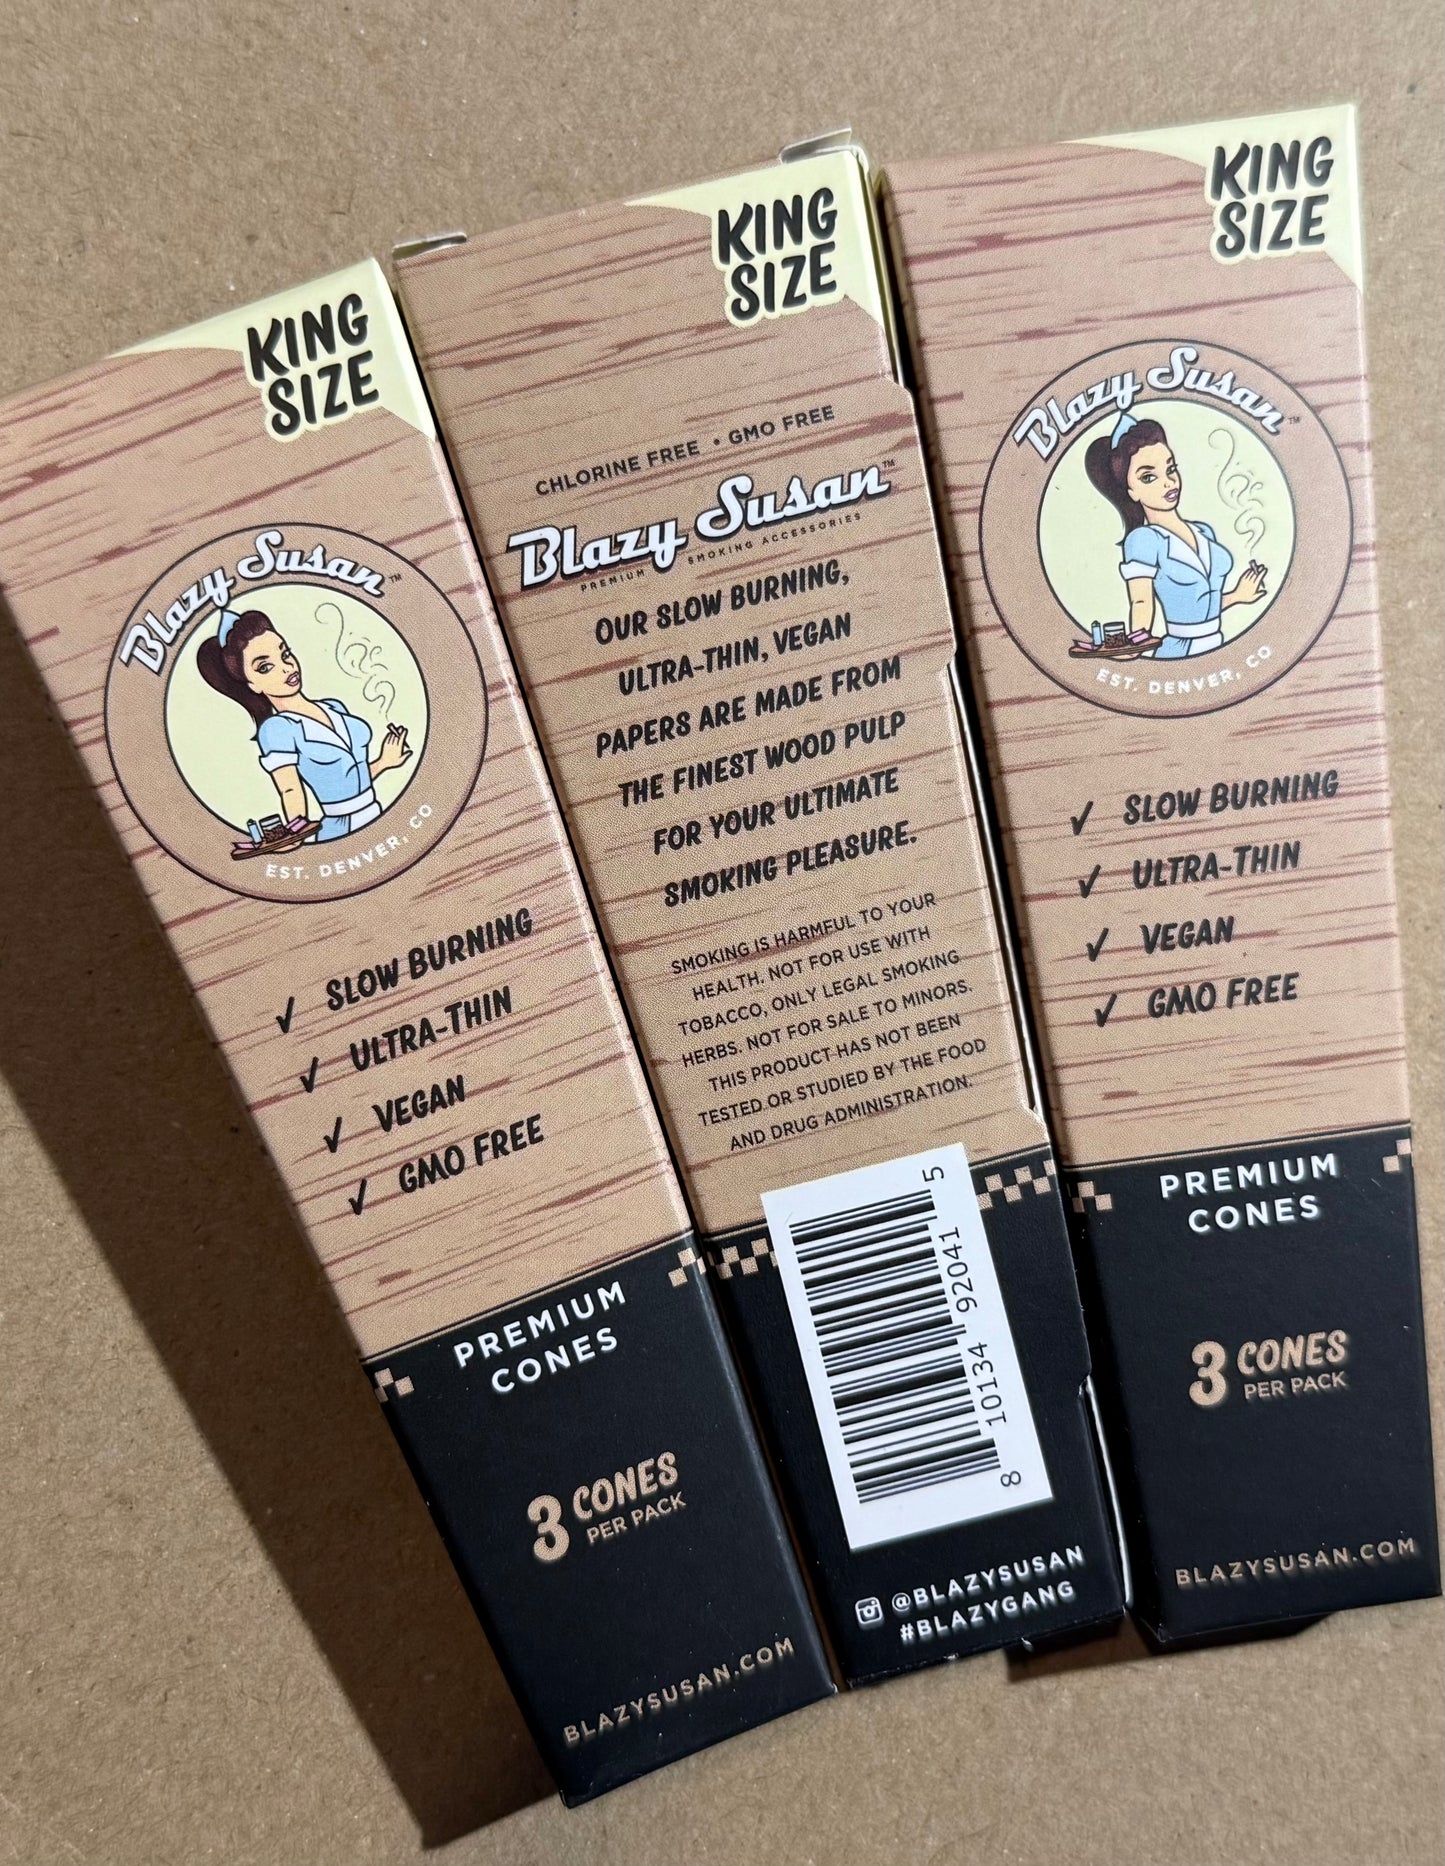 KING
SIZE
Blazy Susan™
EST. DENVER, CO
✓ SLOW BURNING
✓ ULTRA-THIN
✓ VEGAN
✓ GMO FREE
PREMIUM
CONES
3 CONES
PER PACK
BLAZYSUSAN.COM
KING
SIZE
CHLORINE FREE • GMO FREE
Blazy Susan™
PREMIUM SMOKING ACCESSORIES
OUR SLOW BURNING,
ULTRA-THIN, VEGAN
PAPERS ARE MADE FROM
THE FINEST WOOD PULP
FOR YOUR ULTIMATE
SMOKING PLEASURE.
SMOKING IS HARMFUL TO YOUR
HEALTH. NOT FOR USE WITH
TOBACCO, ONLY LEGAL SMOKING
HERBS. NOT FOR SALE TO MINORS.
THIS PRODUCT HAS NOT BEEN
TESTED OR STUDIED BY THE FOOD
AND DRUG ADMINISTRATION.
8 10134 92041 5
@BLAZYSUSAN
#BLAZYGANG
KING
SIZE
Blazy Susan™
EST. DENVER, CO
✓ SLOW BURNING
✓ ULTRA-THIN
✓ VEGAN
✓ GMO FREE
PREMIUM
CONES
3 CONES
PER PACK
BLAZYSUSAN.COM